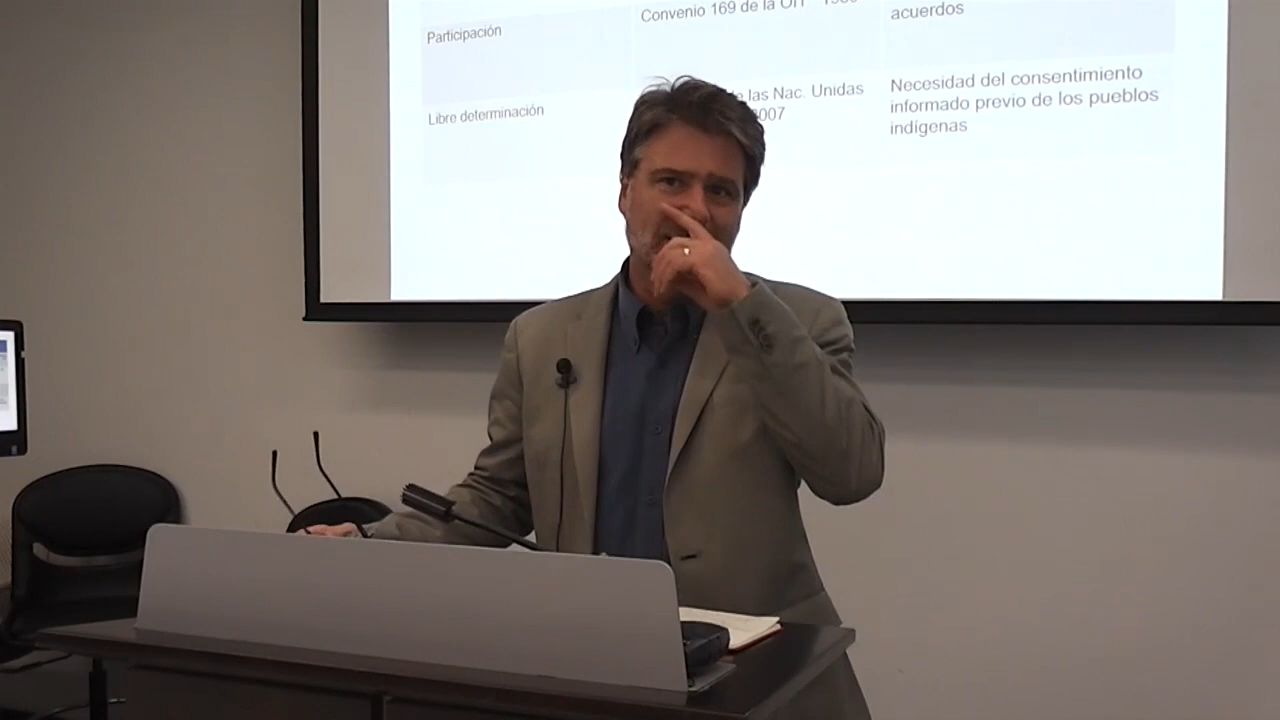 Participación
Convenio 169 de la OIT
acuerdos
Libre determinación
de las Nac. Unidas
2007
Necesidad del consentimiento
informado previo de los pueblos
indígenas